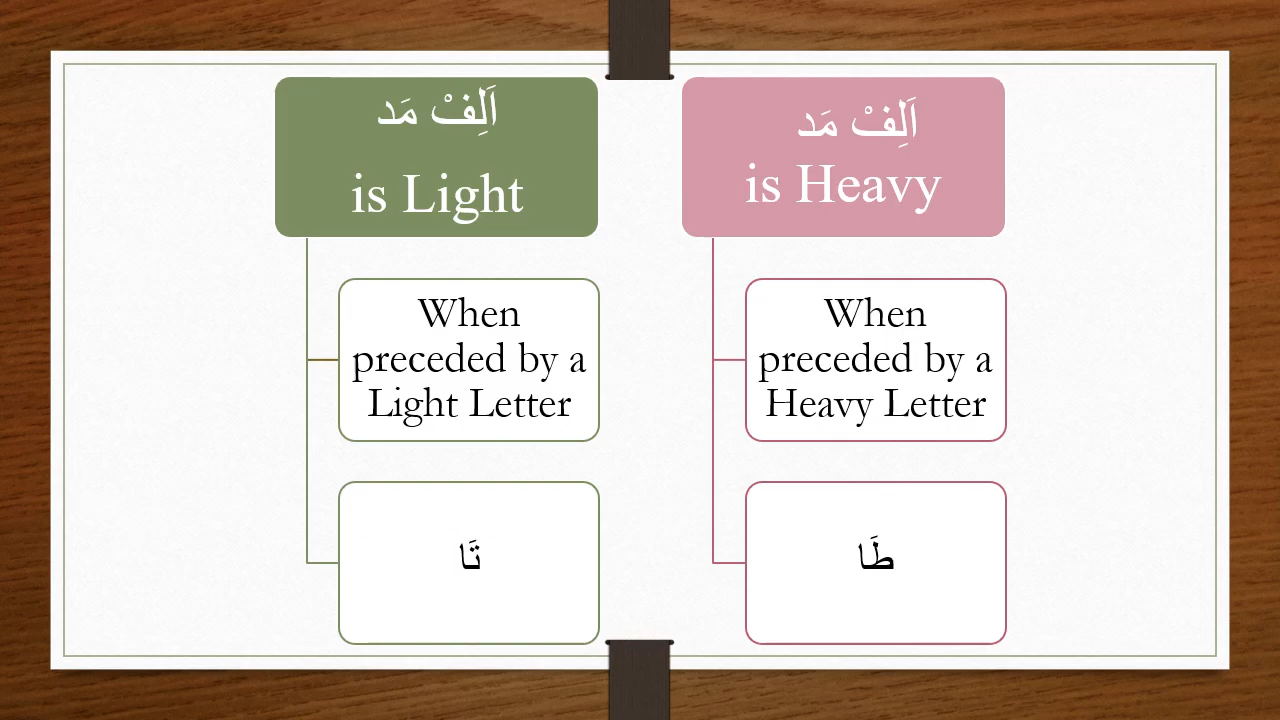 اَلِفْ مَد
is Light
When
preceded by a
Light Letter
تَا
اَلِفْ مَد
is Heavy
When
preceded by a
Heavy Letter
طَا